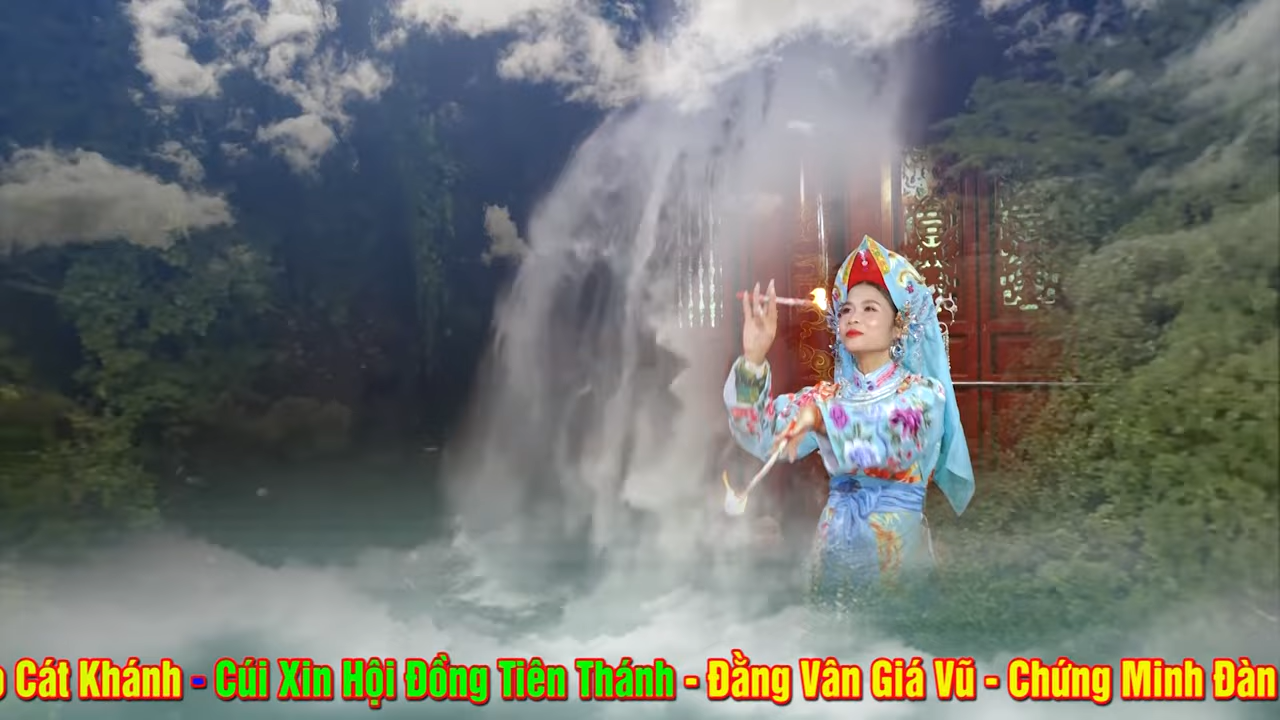 Cát Khánh - Cúi Xin Hội Đồng Tiên Thánh - Đằng Vân Giá Vũ - Chứng Minh Đàn